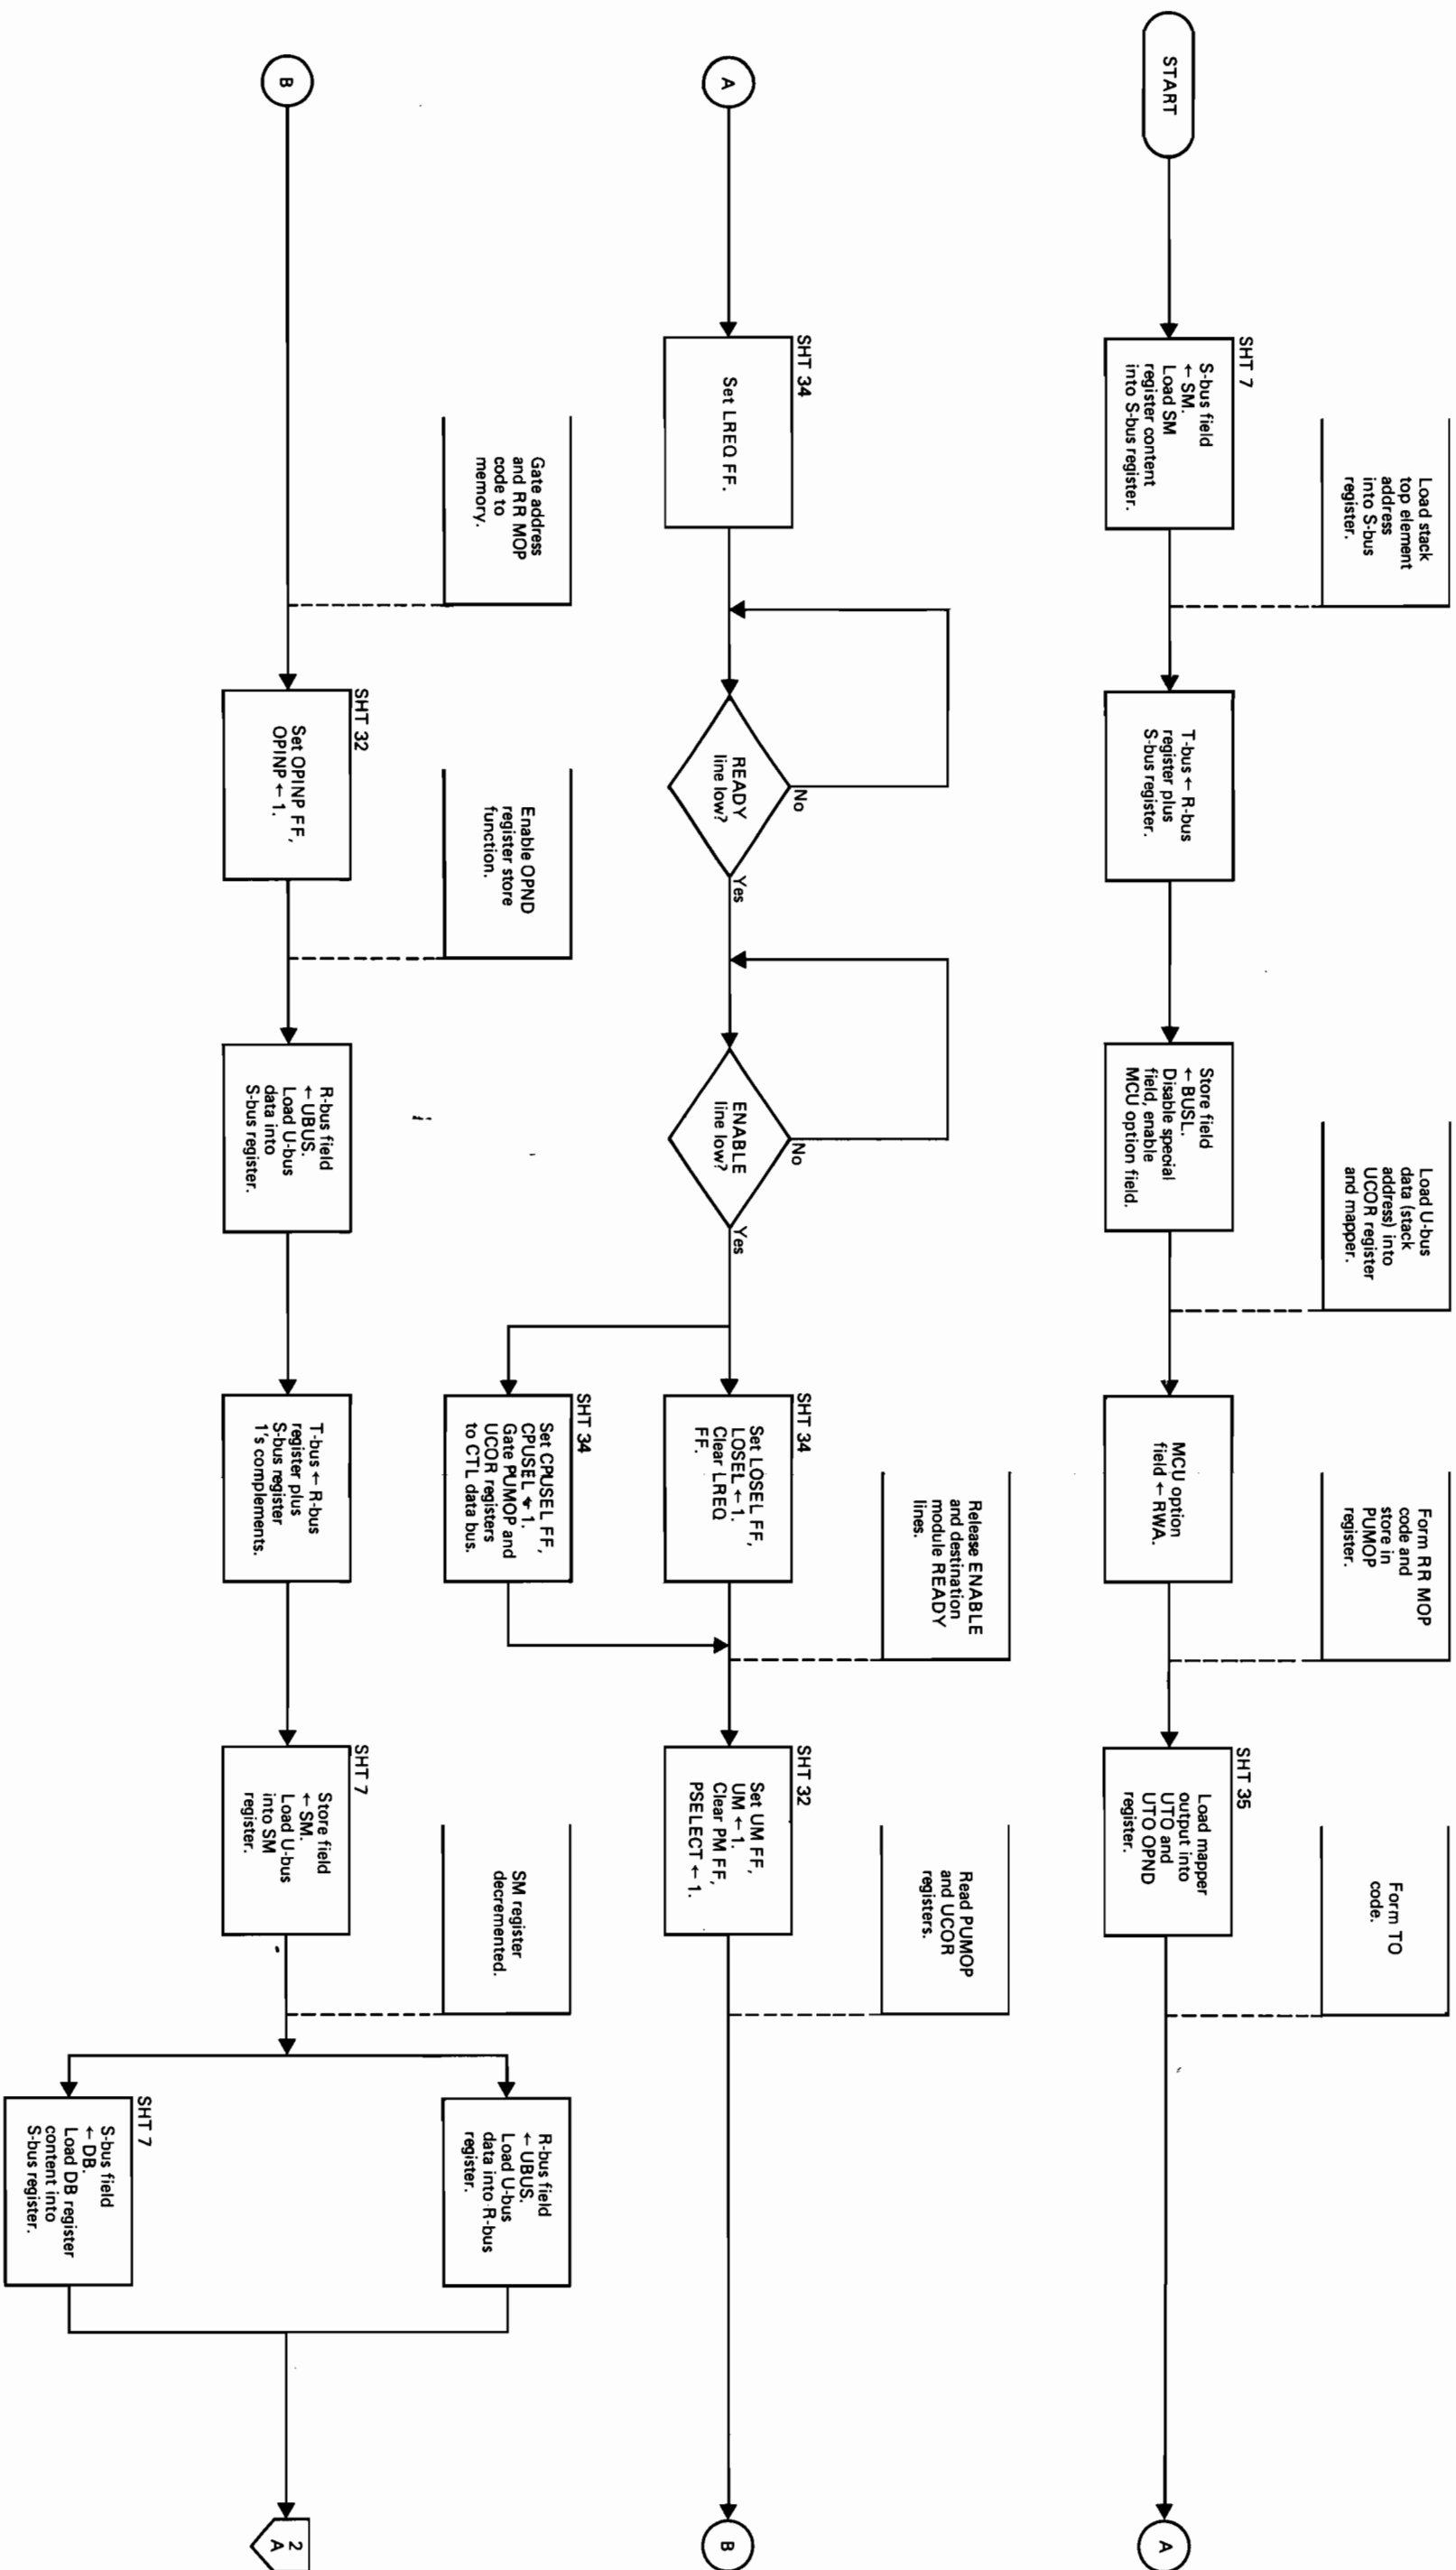 START
SHT 7
S-bus field
← SM.
Load SM
register content
into S-bus register.
Load stack
top element
address
into S-bus
register.
T-bus ← R-bus
register plus
S-bus register.
Store field
← BUSL.
Disable speoial
field, enable
MCU option field.
Load U-bus
data (stack
address) into
UCOR register
and mapper.
MCU option
field ← RWA.
Form RR MOP
code and
store in
PUMOP
register.
SHT 35
Load mapper
output into
UTO and
UTO OPND
register.
Form TO
code.
A
A
SHT 34
Set LREQ FF.
READY
line low?
No
Yes
ENABLE
line low?
No
Yes
SHT 34
Set LOSEL FF,
LOSEL ← 1.
Clear LREQ
FF.
SHT 34
Set CPUSEL FF,
CPUSEL ← 1.
Gate PUMOP and
UCOR registers
to CTL data bus.
Release ENABLE
and destination
module READY
lines.
SHT 32
Set UM FF,
UM ← 1.
Clear PM FF,
PSELECT ← 1.
Read PUMOP
and UCOR
registers.
B
B
Gate address
and RR MOP
code to
memory.
SHT 32
Set OPINP FF,
OPINP ← 1.
Enable OPND
register store
function.
R-bus field
← UBUS.
Load U-bus
data into
S-bus register.
T-bus ← R-bus
register plus
S-bus register
1's complements.
SHT 7
Store field
← SM.
Load U-bus
into SM
register.
SM register
decremented.
R-bus field
← UBUS.
Load U-bus
data into R-bus
register.
SHT 7
S-bus field
← DB.
Load DB register
content into
S-bus register.
2
A